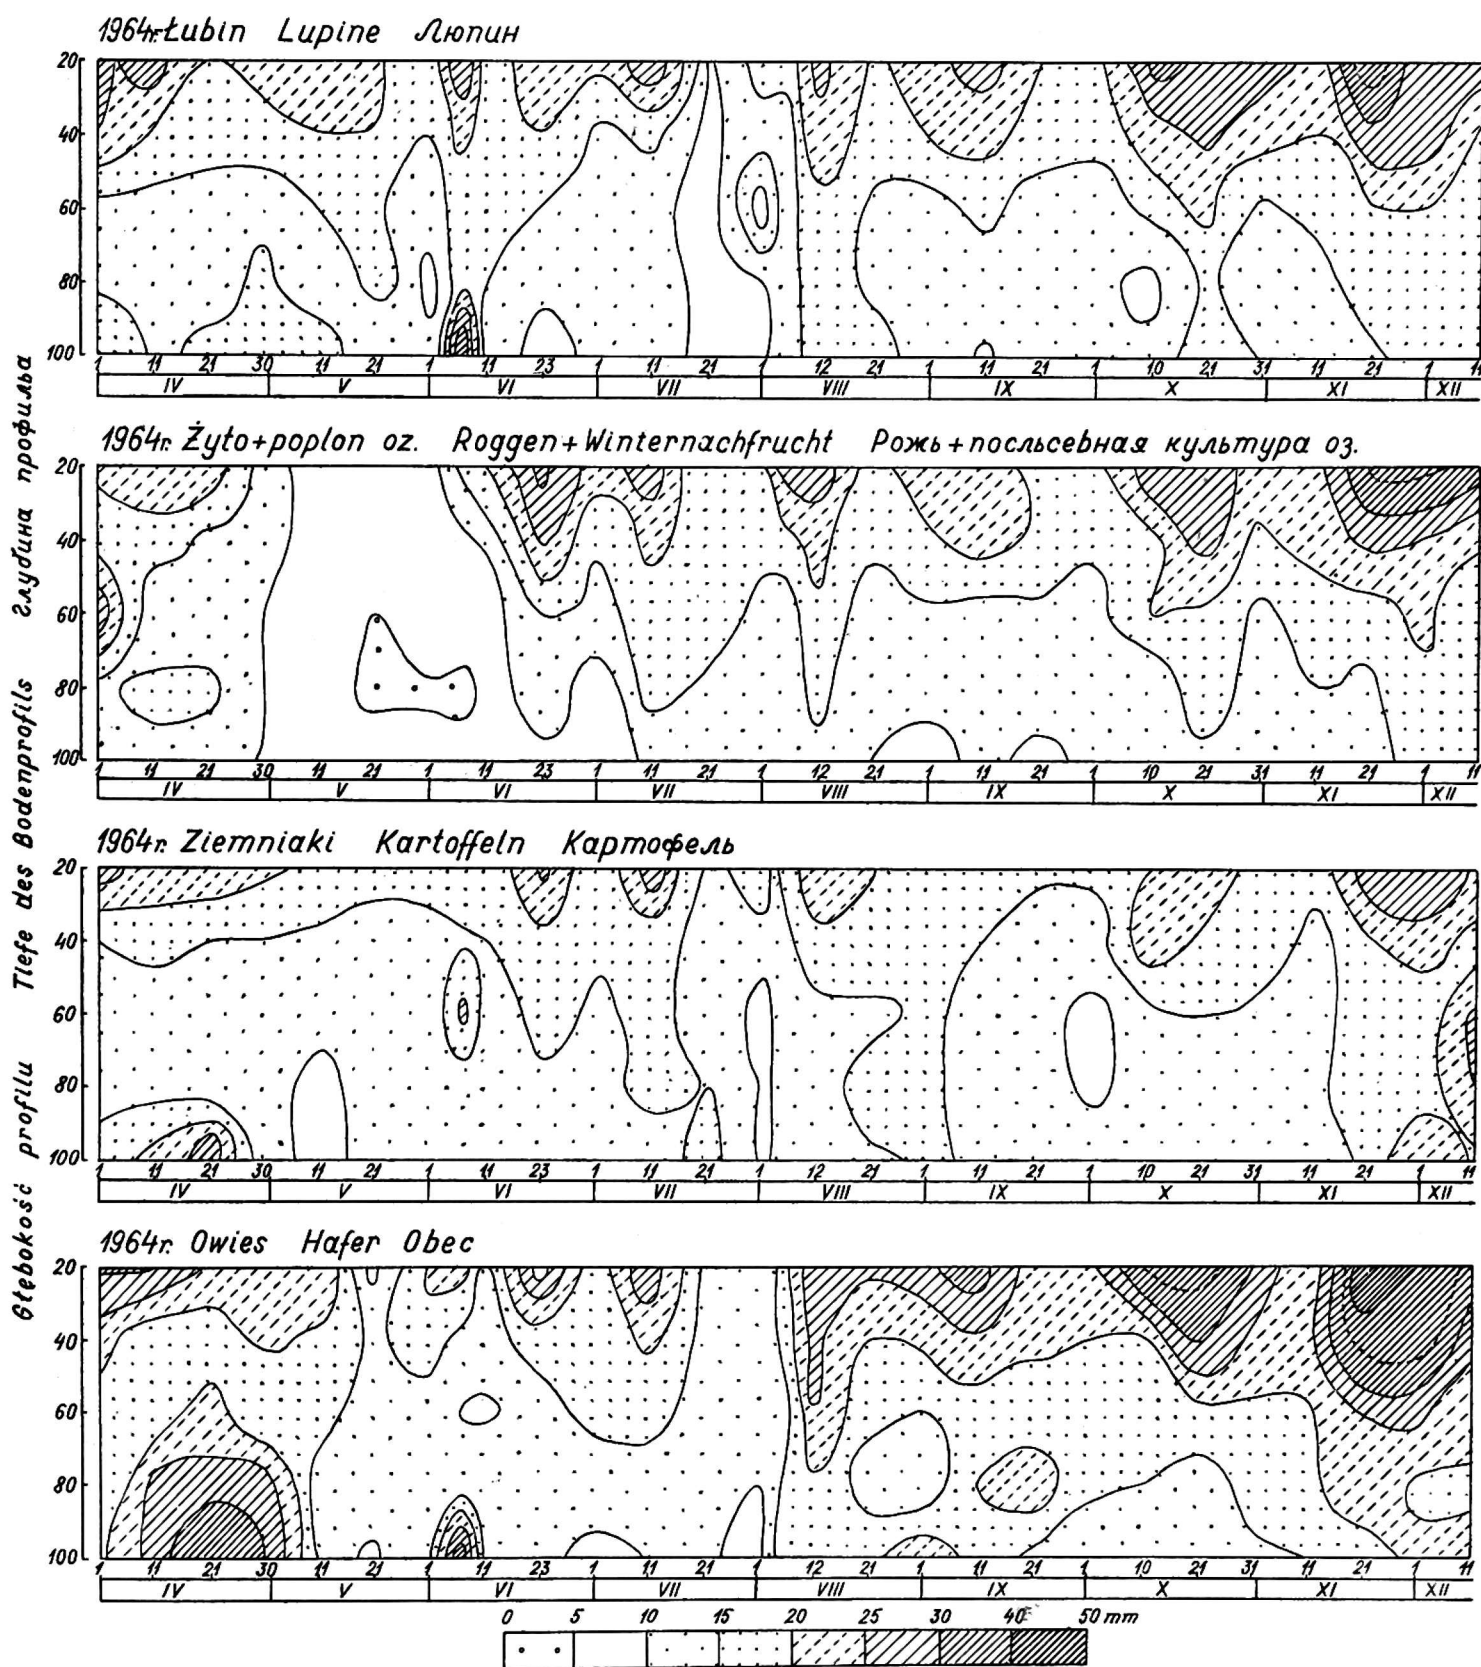 1964r. Łubin Lupine Люпин
20
40
60
80
100
1 11 21 30 11 21 1 11 23 1 11 21 1 12 21 1 11 21 1 10 21 31 11 21 1 11
IV V VI VII VIII IX X XI XII
1964r. Żyto+poplon oz. Roggen+Winternachfrucht Рожь+посльсебная культура оз.
20
40
60
80
100
1 11 21 30 11 21 1 11 23 1 11 21 1 12 21 1 11 21 1 10 21 31 11 21 1 11
IV V VI VII VIII IX X XI XII
1964r. Ziemniaki Kartoffeln Картофель
20
40
60
80
100
1 11 21 30 11 21 1 11 23 1 11 21 1 12 21 1 11 21 1 10 21 31 11 21 1 11
IV V VI VII VIII IX X XI XII
1964r. Owies Hafer Obec
20
40
60
80
100
1 11 21 30 11 21 1 11 23 1 11 21 1 12 21 1 11 21 1 10 21 31 11 21 1 11
IV V VI VII VIII IX X XI XII
0 5 10 15 20 25 30 40 50 mm
Głębokość profilu Tiefe des Bodenprofils глубина профильа